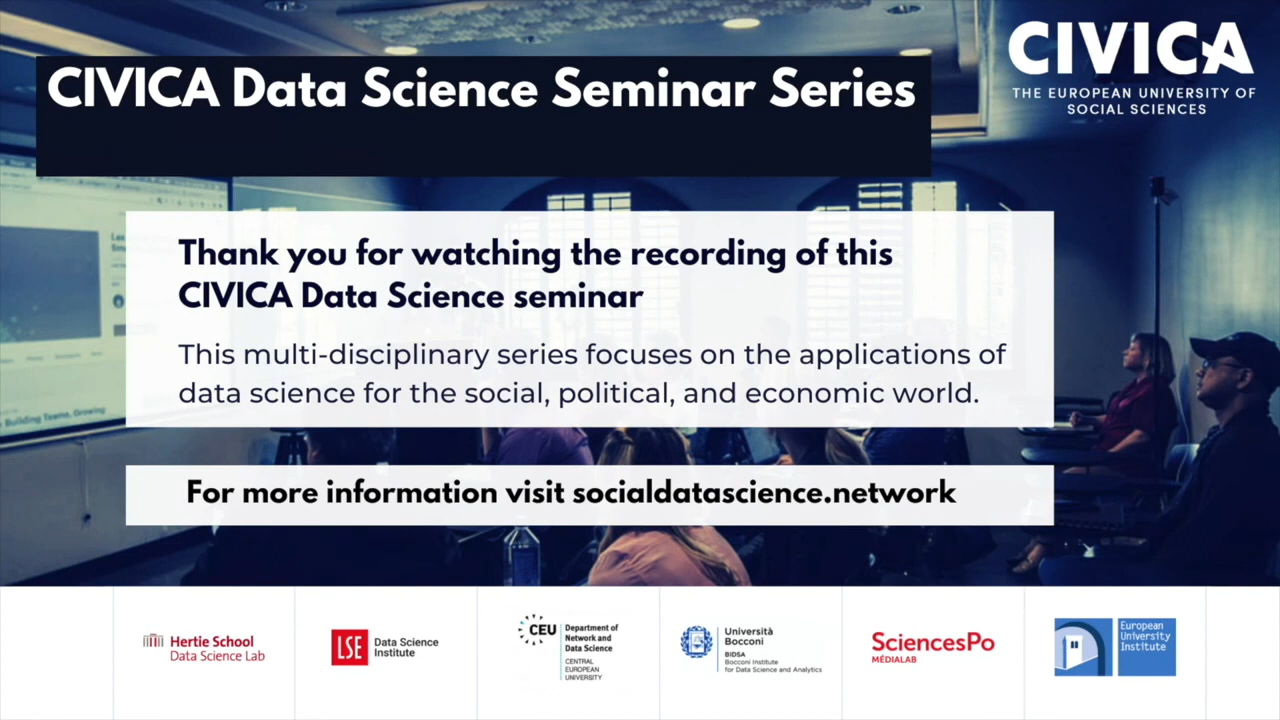 CIVICA Data Science Seminar Series
CIVICA
THE EUROPEAN UNIVERSITY OF
SOCIAL SCIENCES
Thank you for watching the recording of this
CIVICA Data Science seminar
This multi-disciplinary series focuses on the applications of
data science for the social, political, and economic world.
Building Teams, Growing
For more information visit socialdatascience.network
Hertie School
Data Science Lab
LSE
Data Science
Institute
CEU
Department of
Network and
Data Science
CENTRAL
EUROPEAN
UNIVERSITY
Università
Bocconi
BIDSA
Bocconi Institute
for Data Science and Analytics
SciencesPo
MÉDIALAB
European
University
Institute